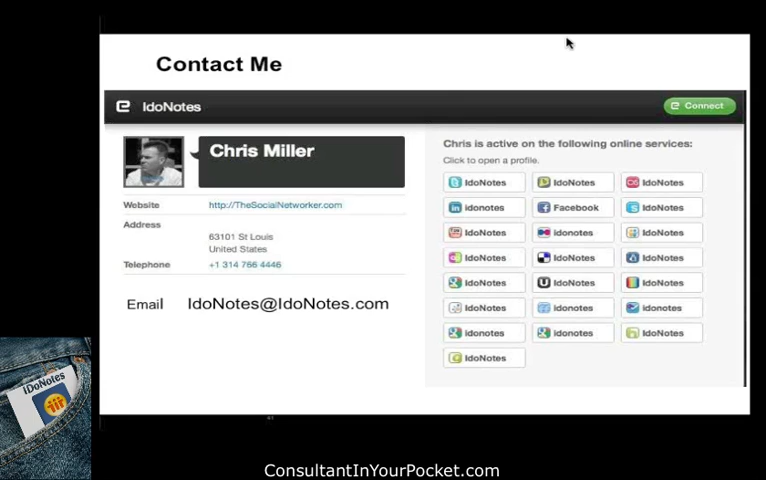 Contact Me
IdoNotes
Connect
Chris Miller
Website http://TheSocialNetworker.com
Address
63101 St Louis
United States
Telephone +1 314 766 4446
Email IdoNotes@IdoNotes.com
Chris is active on the following online services:
Click to open a profile.
IdoNotes IdoNotes IdoNotes
idonotes Facebook IdoNotes
IdoNotes idonotes IdoNotes
IdoNotes IdoNotes IdoNotes
IdoNotes IdoNotes IdoNotes
IdoNotes idonotes idonotes
idonotes idonotes IdoNotes
IdoNotes
IDoNotes
ConsultantInYourPocket.com